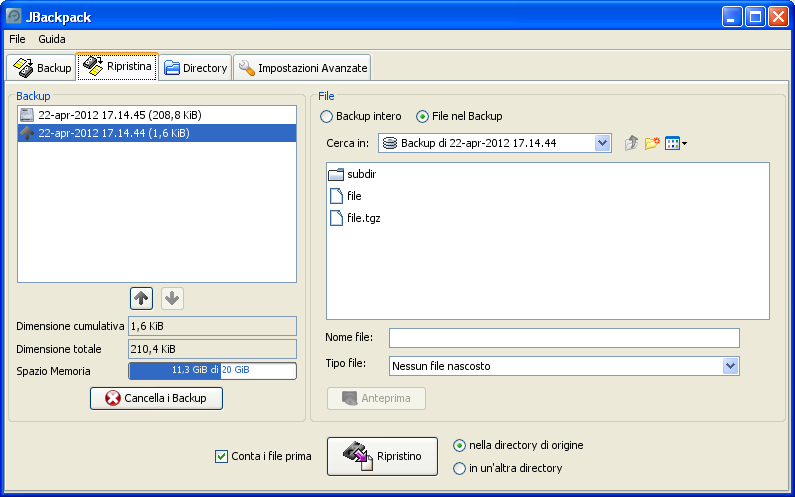 JBackpack
File Guida
Backup Ripristina Directory Impostazioni Avanzate
Backup
22-apr-2012 17.14.45 (208,8 KiB)
22-apr-2012 17.14.44 (1,6 KiB)
Dimensione cumulativa 1,6 KiB
Dimensione totale 210,4 KiB
Spazio Memoria 11,3 GiB di 20 GiB
Cancella i Backup
File
Backup intero File nel Backup
Cerca in: Backup di 22-apr-2012 17.14.44
subdir
file
file.tgz
Nome file:
Tipo file: Nessun file nascosto
Anteprima
Conta i file prima
Ripristino
nella directory di origine
in un'altra directory